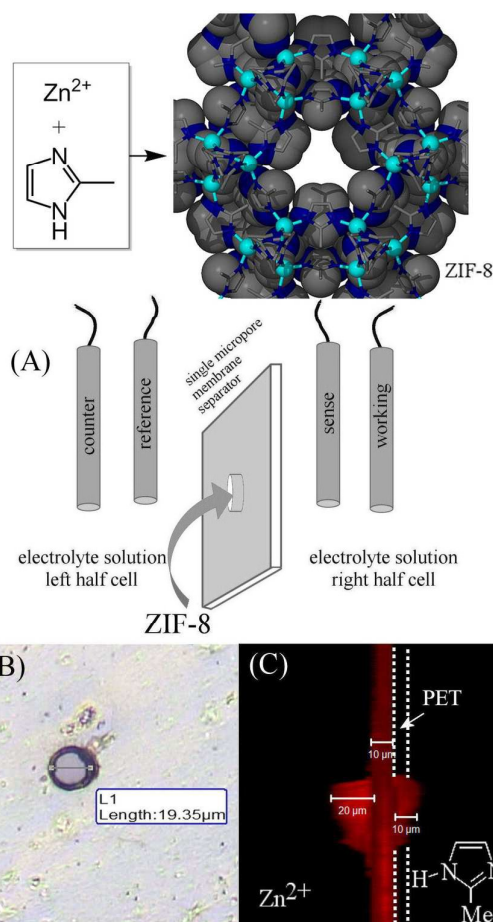 Zn2+
+
N
N
H
ZIF-8
(A)
counter
reference
single micropore
membrane
separator
sense
working
electrolyte solution
left half cell
electrolyte solution
right half cell
ZIF-8
B)
L1
Length:19.35µm
(C)
PET
10 µm
20 µm
10 µm
Zn2+
H N N
Me